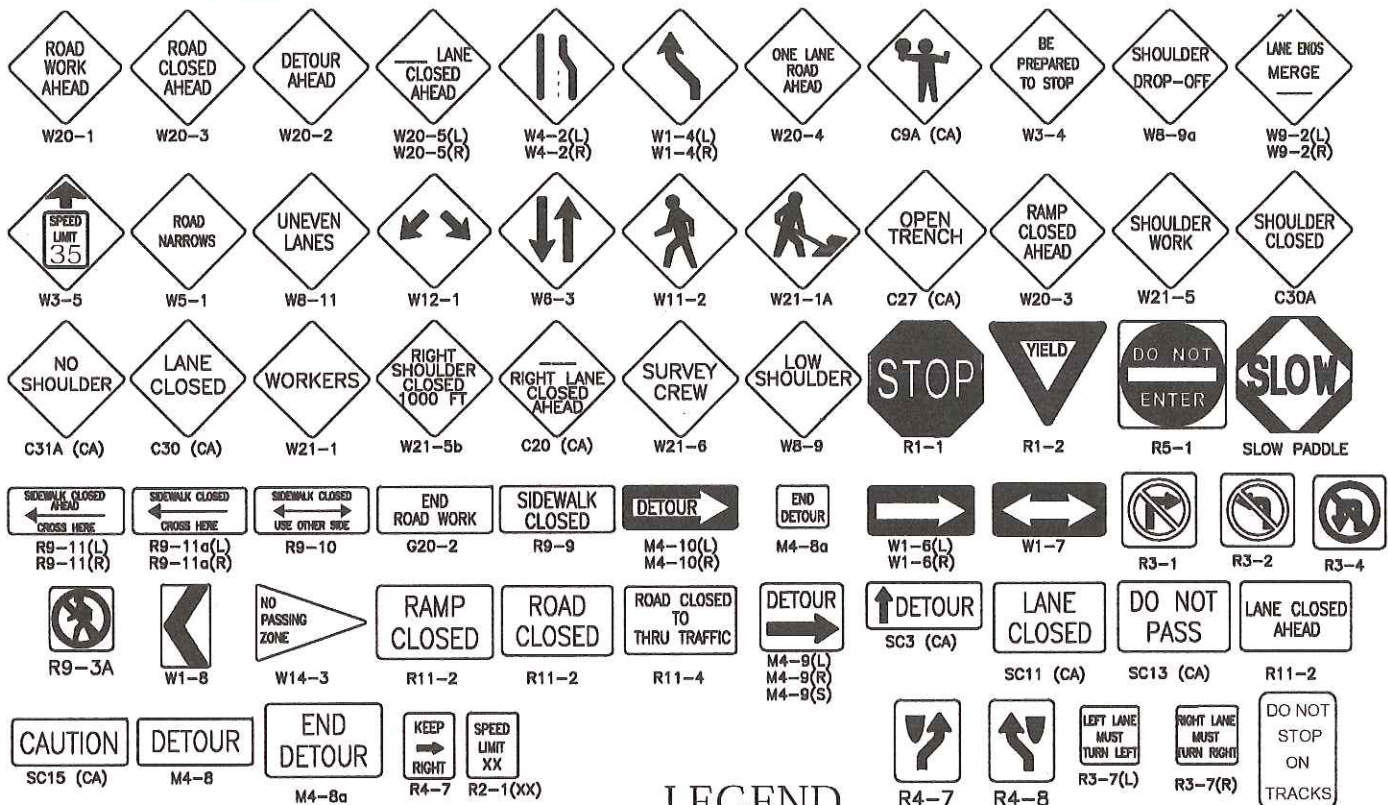 ROAD
WORK
AHEAD
W20-1
ROAD
CLOSED
AHEAD
W20-3
DETOUR
AHEAD
W20-2
___ LANE
CLOSED
AHEAD
W20-5(L)
W20-5(R)
W4-2(L)
W4-2(R)
W1-4(L)
W1-4(R)
ONE LANE
ROAD
AHEAD
W20-4
C9A (CA)
BE
PREPARED
TO STOP
W3-4
SHOULDER
DROP-OFF
W8-9a
LANE ENDS
MERGE
W9-2(L)
W9-2(R)
SPEED
LIMIT
35
W3-5
ROAD
NARROWS
W5-1
UNEVEN
LANES
W8-11
W12-1
W6-3
W11-2
W21-1A
OPEN
TRENCH
C27 (CA)
RAMP
CLOSED
AHEAD
W20-3
SHOULDER
WORK
W21-5
SHOULDER
CLOSED
C30A
NO
SHOULDER
C31A (CA)
LANE
CLOSED
C30 (CA)
WORKERS
W21-1
RIGHT
SHOULDER
CLOSED
1000 FT
W21-5b
RIGHT LANE
CLOSED
AHEAD
C20 (CA)
SURVEY
CREW
W21-6
LOW
SHOULDER
W8-9
STOP
R1-1
YIELD
R1-2
DO NOT
ENTER
R5-1
SLOW
SLOW PADDLE
SIDEWALK CLOSED
AHEAD
CROSS HERE
R9-11(L)
R9-11(R)
SIDEWALK CLOSED
CROSS HERE
R9-11a(L)
R9-11a(R)
SIDEWALK CLOSED
USE OTHER SIDE
R9-10
END
ROAD WORK
G20-2
SIDEWALK
CLOSED
R9-9
DETOUR
M4-10(L)
M4-10(R)
END
DETOUR
M4-8a
W1-6(L)
W1-6(R)
W1-7
R3-1
R3-2
R3-4
R9-3A
W1-8
NO
PASSING
ZONE
W14-3
RAMP
CLOSED
R11-2
ROAD
CLOSED
R11-2
ROAD CLOSED
TO
THRU TRAFFIC
R11-4
DETOUR
M4-9(L)
M4-9(R)
M4-9(S)
DETOUR
SC3 (CA)
LANE
CLOSED
SC11 (CA)
DO NOT
PASS
SC13 (CA)
LANE CLOSED
AHEAD
R11-2
CAUTION
SC15 (CA)
DETOUR
M4-8
END
DETOUR
M4-8a
KEEP
RIGHT
R4-7
SPEED
LIMIT
XX
R2-1(XX)
LEGEND
R4-7
R4-8
LEFT LANE
MUST
TURN LEFT
R3-7(L)
RIGHT LANE
MUST
TURN RIGHT
R3-7(R)
DO NOT
STOP
ON
TRACKS